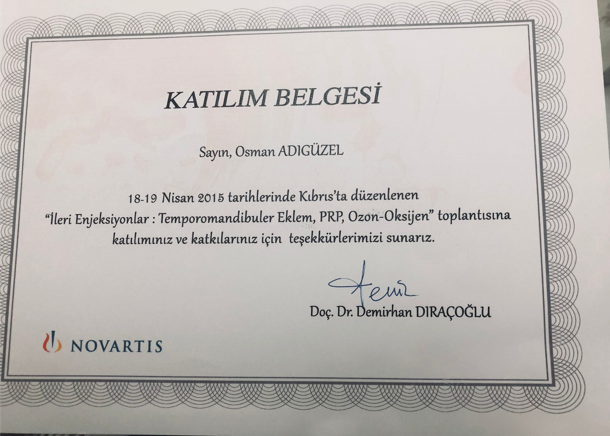 KATILIM BELGESİ
Sayın, Osman ADIGÜZEL
18-19 Nisan 2015 tarihlerinde Kıbrıs'ta düzenlenen
“İleri Enjeksiyonlar : Temporomandibuler Eklem, PRP, Ozon-Oksijen” toplantısına
katılımınız ve katkılarınız için teşekkürlerimizi sunarız.
Doç. Dr. Demirhan DIRAÇOĞLU
NOVARTIS